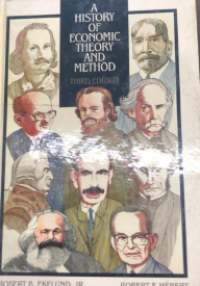 A
HISTORY
OF
ECONOMIC
THEORY
AND
METHOD
THIRD EDITION
ROBERT B. EKELUND, JR.
ROBERT F. HÉBERT